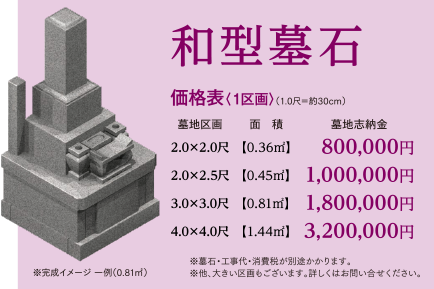 和型墓石
価格表〈1区画〉(1.0尺=約30cm)
墓地区画 面 積 墓地志納金
2.0×2.0尺 【0.36㎡】 800,000円
2.0×2.5尺 【0.45㎡】 1,000,000円
3.0×3.0尺 【0.81㎡】 1,800,000円
4.0×4.0尺 【1.44㎡】 3,200,000円
※墓石・工事代・消費税が別途かかります。
※他、大きい区画もございます。詳しくはお問い合せください。
※完成イメージ 一例(0.81㎡)